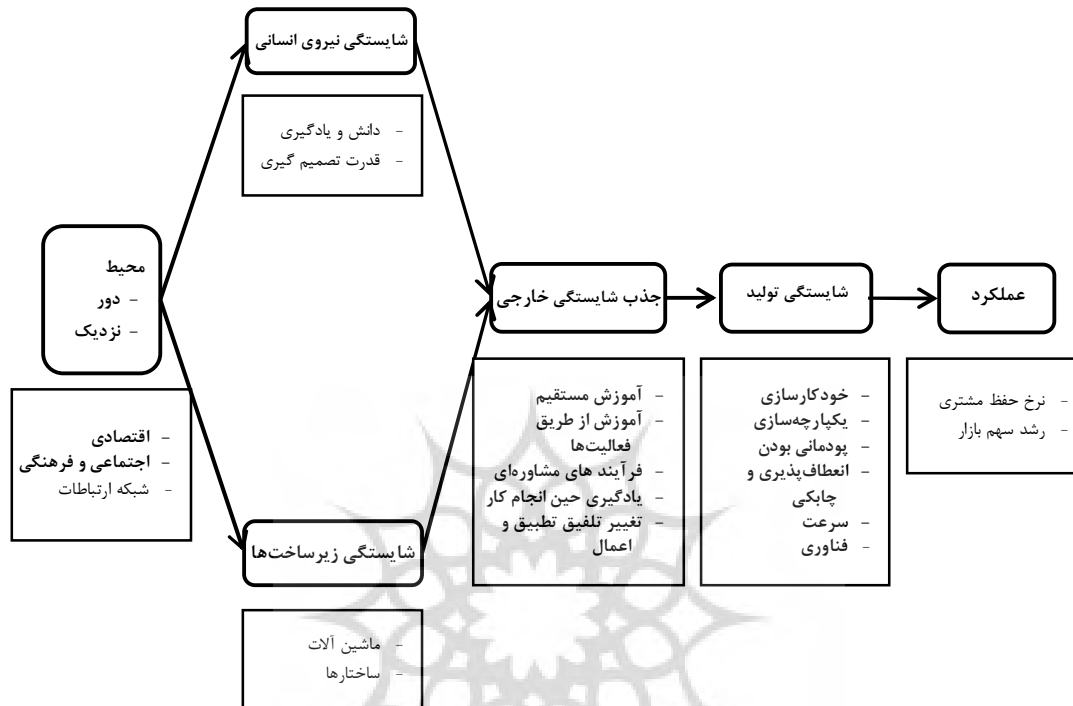 شایستگی نیروی انسانی
- دانش و یادگیری
- قدرت تصمیم گیری
محیط
- دور
- نزدیک
- اقتصادی
- اجتماعی و فرهنگی
- شبکه ارتباطات
شایستگی زیرساخت‌ها
- ماشین آلات
- ساختارها
جذب شایستگی خارجی
- آموزش مستقیم
- آموزش از طریق
فعالیت‌ها
- فرآیند های مشاوره‌ای
- یادگیری حین انجام کار
- تغییر تلفیق تطبیق و
اعمال
شایستگی تولید
- خودکارسازی
- یکپارچه‌سازی
- پودمانی بودن
- انعطاف‌پذیری و
چابکی
- سرعت
- فناوری
عملکرد
- نرخ حفظ مشتری
- رشد سهم بازار